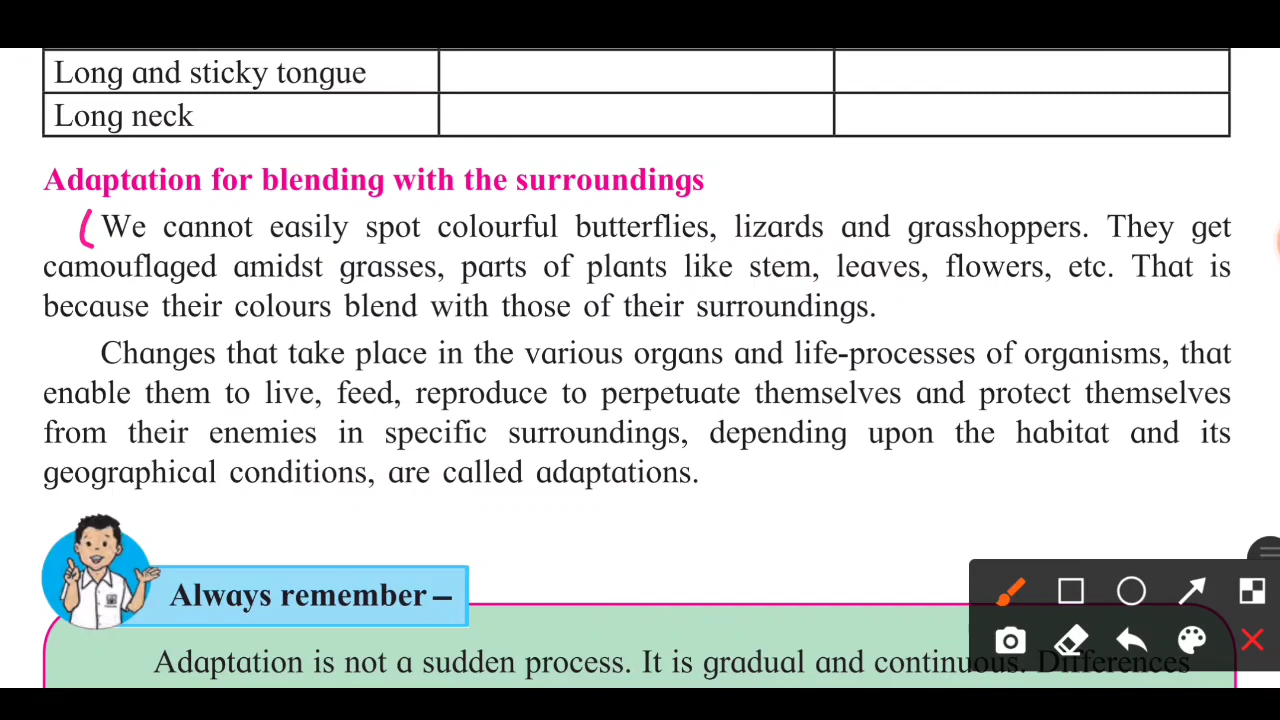 Long and sticky tongue
Long neck
Adaptation for blending with the surroundings
We cannot easily spot colourful butterflies, lizards and grasshoppers. They get
camouflaged amidst grasses, parts of plants like stem, leaves, flowers, etc. That is
because their colours blend with those of their surroundings.
Changes that take place in the various organs and life-processes of organisms, that
enable them to live, feed, reproduce to perpetuate themselves and protect themselves
from their enemies in specific surroundings, depending upon the habitat and its
geographical conditions, are called adaptations.
Always remember –
Adaptation is not a sudden process. It is gradual and continuous. Differences